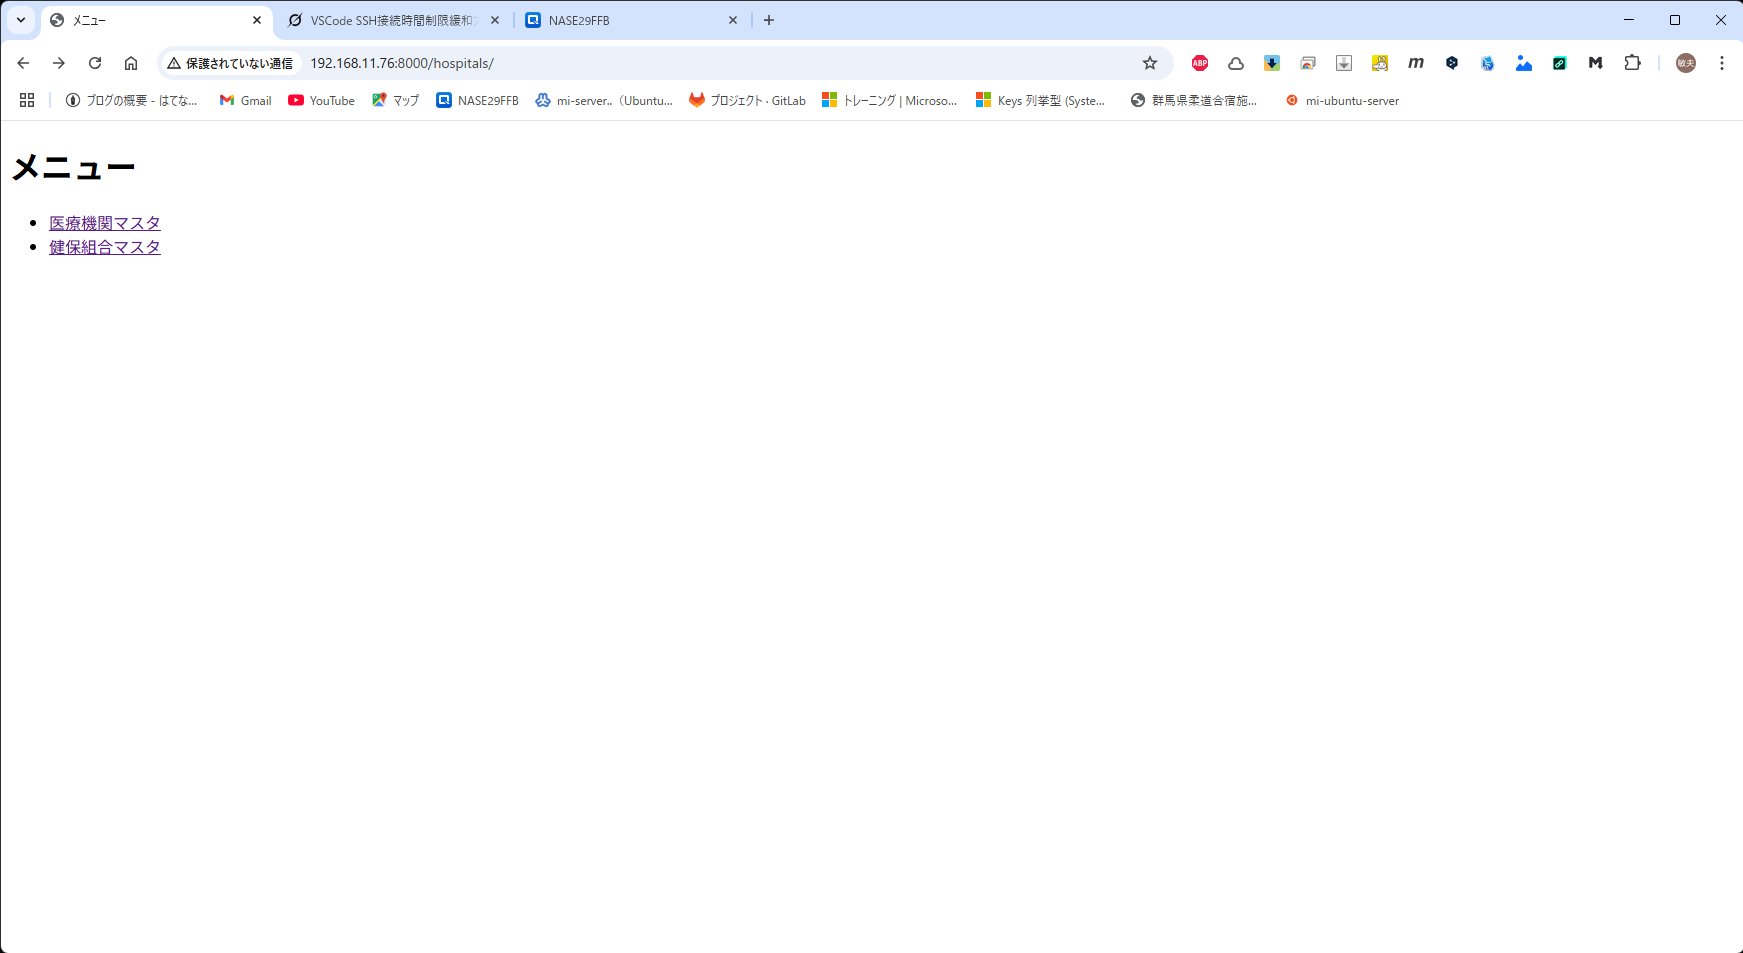 メニュー
VSCode SSH接続時間制限緩和
NASE29FFB
保護されていない通信
192.168.11.76:8000/hospitals/
ABP
m
敏夫
ブログの概要 - はてな...
Gmail
YouTube
マップ
NASE29FFB
mi-server..（Ubuntu...
プロジェクト · GitLab
トレーニング | Microso...
Keys 列挙型 (Syste...
群馬県柔道合宿施...
mi-ubuntu-server
メニュー
医療機関マスタ
健保組合マスタ